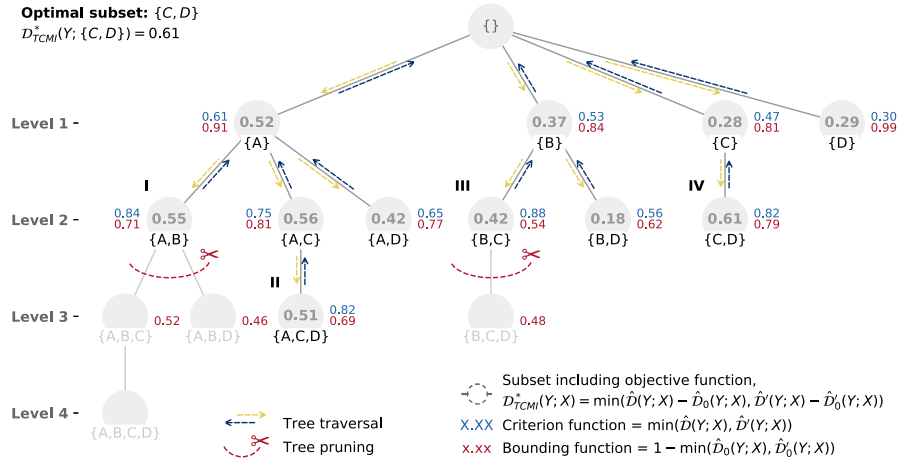 Optimal subset: {C, D}
𝒟*_TCMI(Y; {C, D}) = 0.61
{}
Level 1
0.61
0.91
0.52
{A}
0.37
{B}
0.53
0.84
0.28
{C}
0.47
0.81
0.29
{D}
0.30
0.99
I
III
IV
Level 2
0.84
0.71
0.55
{A,B}
0.75
0.81
0.56
{A,C}
0.42
{A,D}
0.65
0.77
0.42
{B,C}
0.88
0.54
0.18
{B,D}
0.56
0.62
0.61
{C,D}
0.82
0.79
II
Level 3
{A,B,C}
0.52
{A,B,D}
0.46
0.51
{A,C,D}
0.82
0.69
{B,C,D}
0.48
Level 4
{A,B,C,D}
Tree traversal
Tree pruning
Subset including objective function,
𝒟*_TCMI(Y; X) = min(𝒟̂(Y; X) − 𝒟̂₀(Y; X), 𝒟̂′(Y; X) − 𝒟̂′₀(Y; X))
X.XX Criterion function = min(𝒟̂(Y; X), 𝒟̂′(Y; X))
x.xx Bounding function = 1 − min(𝒟̂₀(Y; X), 𝒟̂′₀(Y; X))